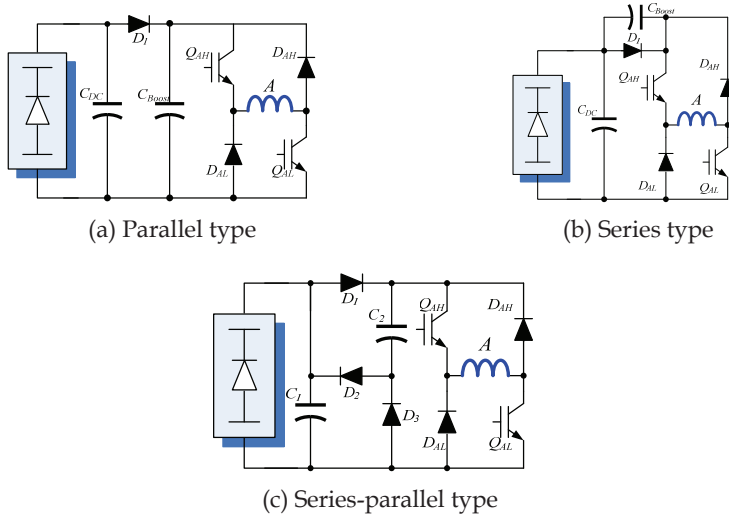 D1
QAH
DAH
CDC
CBoost
A
DAL
QAL
(a) Parallel type
CBoost
D1
QAH
DAH
A
CDC
DAL
QAL
(b) Series type
D1
C2
QAH
DAH
A
D2
C1
D3
DAL
QAL
(c) Series-parallel type